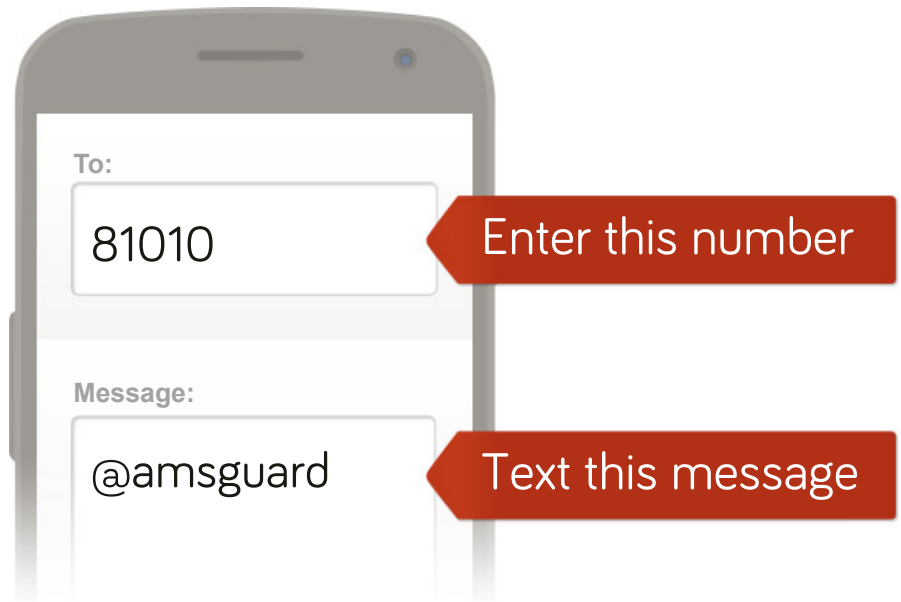 To:
81010
Enter this number
Message:
@amsguard
Text this message